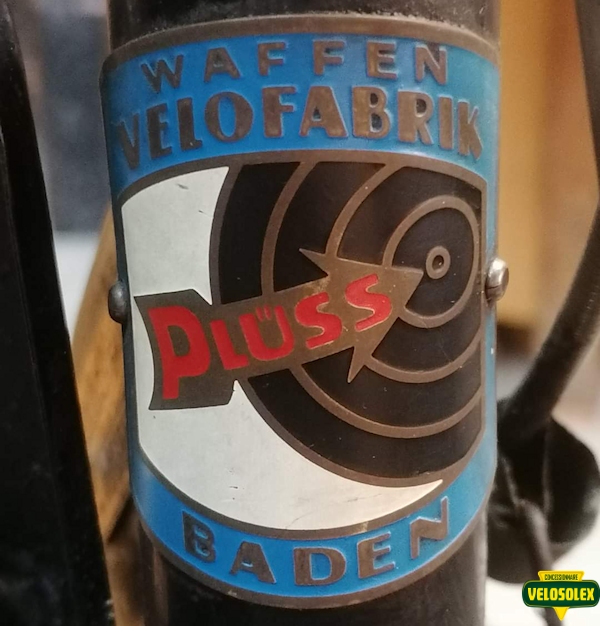 WAFFEN
VELOFABRIK
PLÜSS
BADEN
CONCESSIONNAIRE
VELOSOLEX